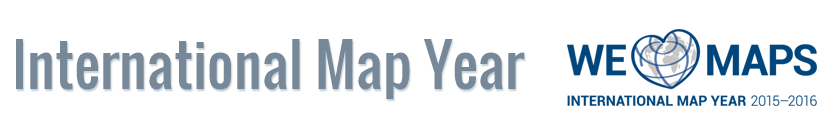 International Map Year
WE MAPS
INTERNATIONAL MAP YEAR 2015–2016